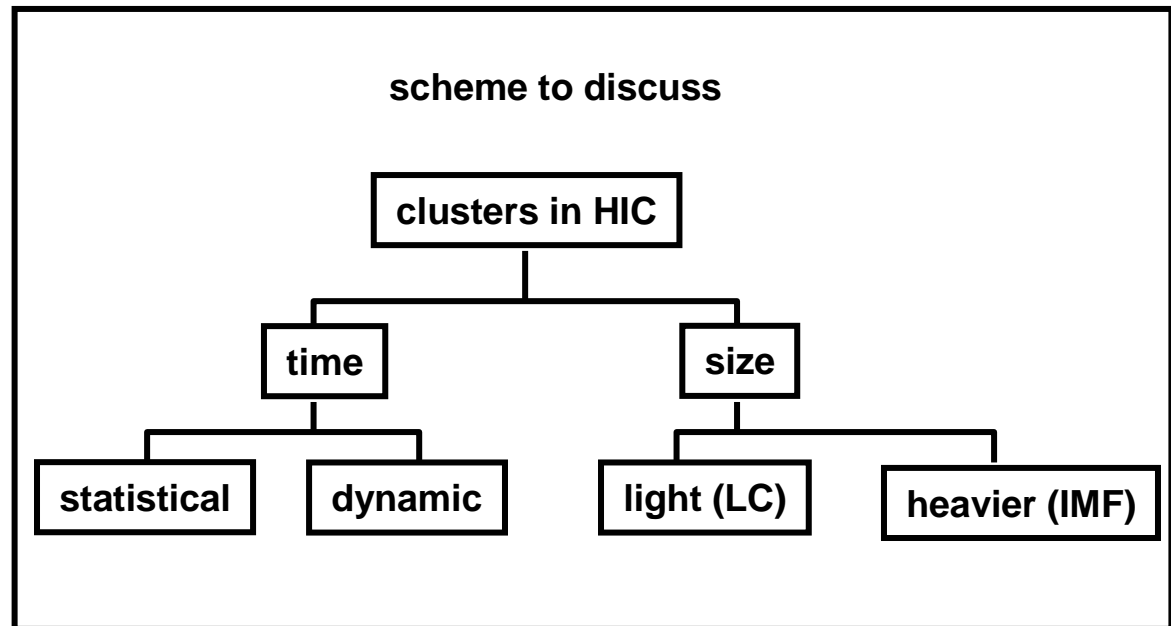 scheme to discuss
clusters in HIC
time
size
statistical
dynamic
light (LC)
heavier (IMF)